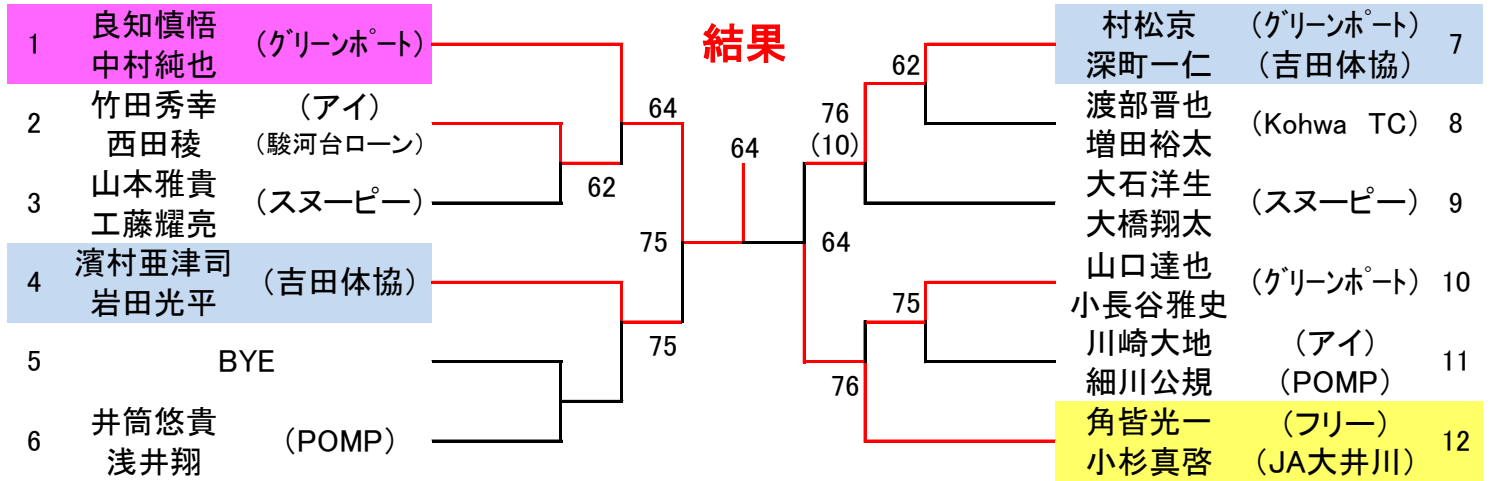 結果
1 良知慎悟 (ｸﾞﾘｰﾝﾎﾟｰﾄ)
中村純也
2 竹田秀幸 (アイ)
西田稜 (駿河台ローン)
3 山本雅貴 (スヌーピー)
工藤耀亮
4 濱村亜津司 (吉田体協)
岩田光平
5 BYE
6 井筒悠貴 (POMP)
浅井翔
64
62
75
75
64
62
76
(10)
64
75
76
村松京 (ｸﾞﾘｰﾝﾎﾟｰﾄ) 7
深町一仁 (吉田体協)
渡部晋也 (Kohwa TC) 8
増田裕太
大石洋生 (スヌーピー) 9
大橋翔太
山口達也 (ｸﾞﾘｰﾝﾎﾟｰﾄ) 10
小長谷雅史
川崎大地 (アイ) 11
細川公規 (POMP)
角皆光一 (フリー) 12
小杉真啓 (JA大井川)